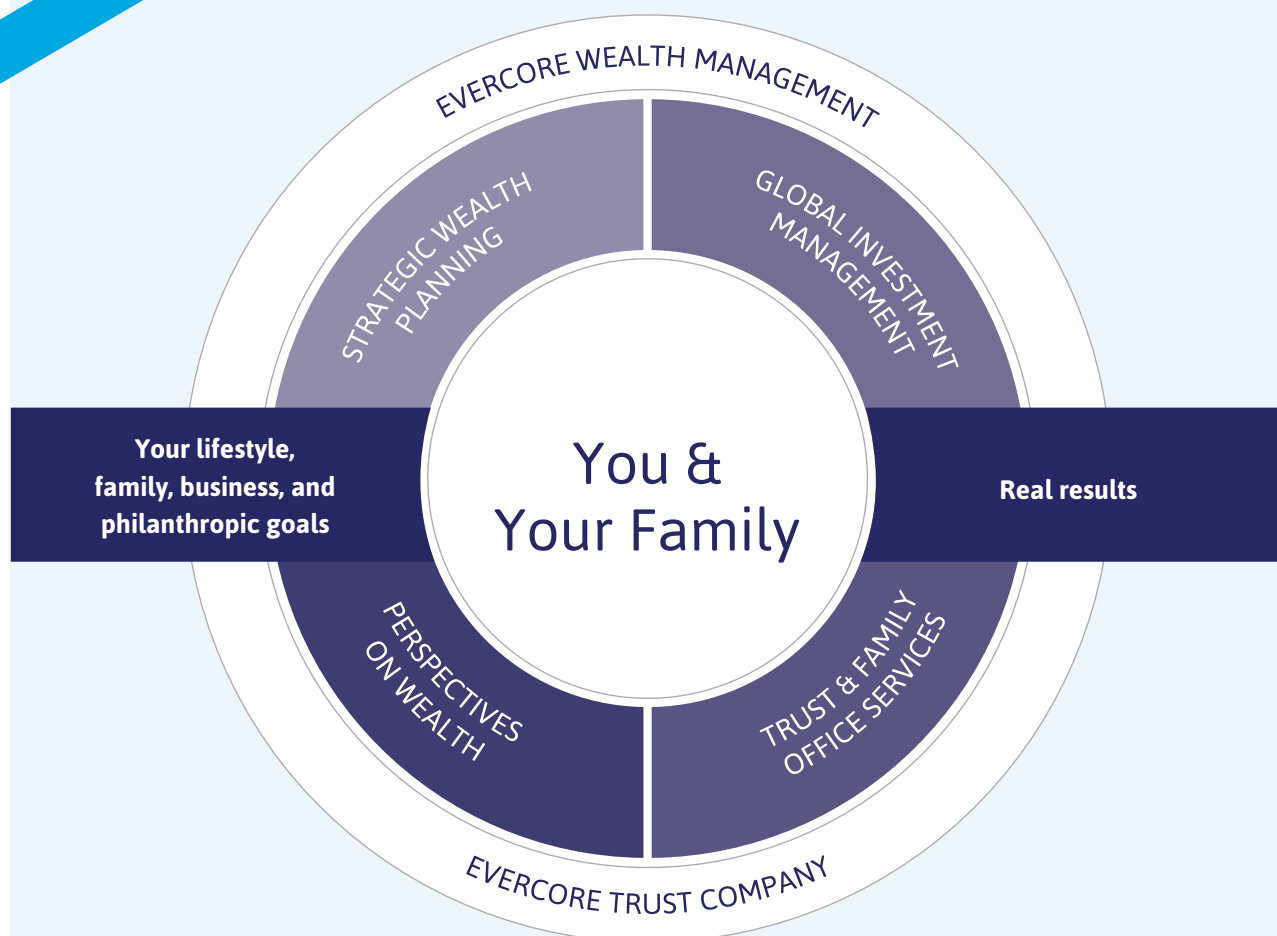 EVERCORE WEALTH MANAGEMENT
STRATEGIC WEALTH
PLANNING
GLOBAL INVESTMENT
MANAGEMENT
Your lifestyle,
family, business, and
philanthropic goals
You &
Your Family
Real results
PERSPECTIVES
ON WEALTH
TRUST & FAMILY
OFFICE SERVICES
EVERCORE TRUST COMPANY